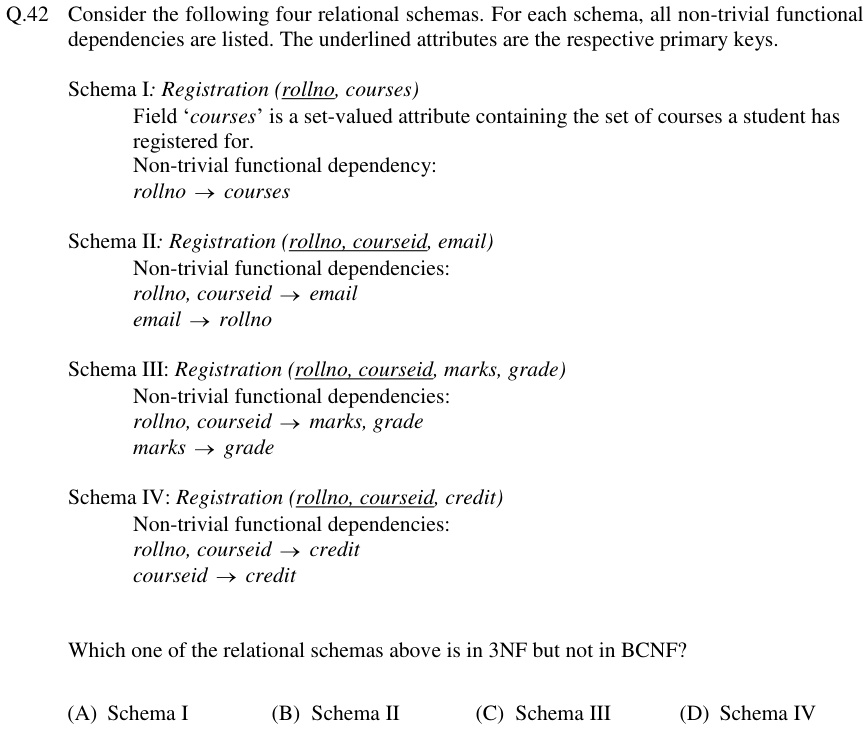 Q.42 Consider the following four relational schemas. For each schema, all non-trivial functional
dependencies are listed. The underlined attributes are the respective primary keys.
Schema I: Registration (rollno, courses)
Field ‘courses’ is a set-valued attribute containing the set of courses a student has
registered for.
Non-trivial functional dependency:
rollno → courses
Schema II: Registration (rollno, courseid, email)
Non-trivial functional dependencies:
rollno, courseid → email
email → rollno
Schema III: Registration (rollno, courseid, marks, grade)
Non-trivial functional dependencies:
rollno, courseid → marks, grade
marks → grade
Schema IV: Registration (rollno, courseid, credit)
Non-trivial functional dependencies:
rollno, courseid → credit
courseid → credit
Which one of the relational schemas above is in 3NF but not in BCNF?
(A) Schema I (B) Schema II (C) Schema III (D) Schema IV